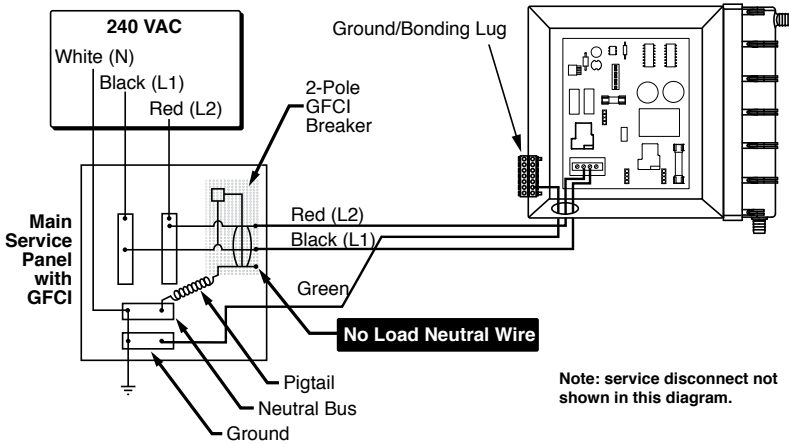 240 VAC
White (N)
Black (L1)
Red (L2)
Ground/Bonding Lug
2-Pole
GFCI
Breaker
Main
Service
Panel
with
GFCI
Red (L2)
Black (L1)
Green
No Load Neutral Wire
Pigtail
Neutral Bus
Ground
Note: service disconnect not
shown in this diagram.